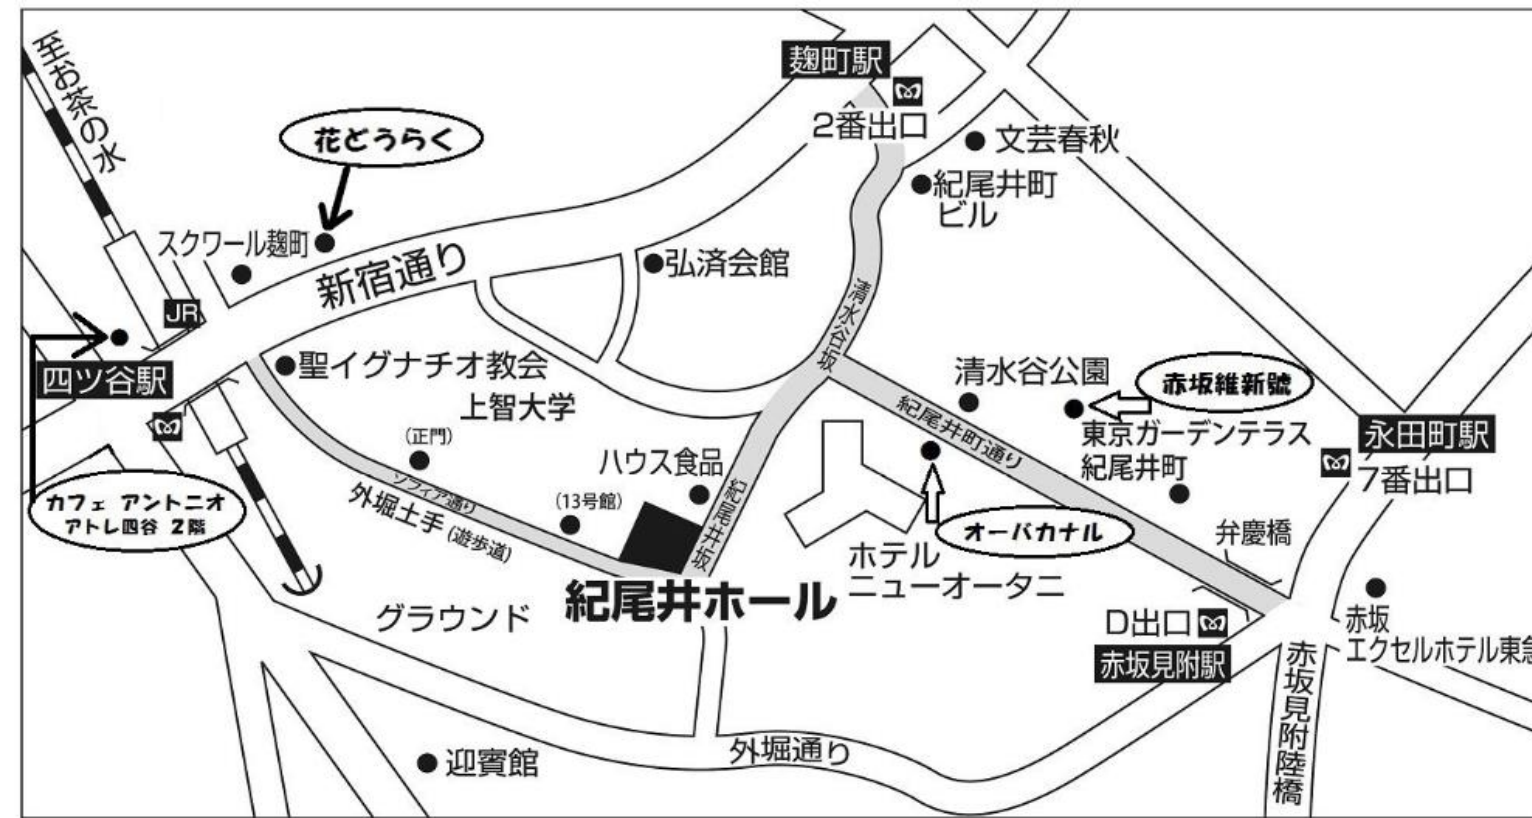 至お茶の水
麹町駅
2番出口
花どうらく
文芸春秋
紀尾井町
ビル
スクワール麹町
新宿通り
弘済会館
JR
清水谷坂
四ツ谷駅
聖イグナチオ教会
上智大学
清水谷公園
赤坂維新號
紀尾井町通り
東京ガーデンテラス
紀尾井町
永田町駅
7番出口
(正門)
ハウス食品
ソフィア通り
外堀土手(遊歩道)
(13号館)
紀尾井坂
カフェ アントニオ
アトレ四谷 2階
オーバカナル
弁慶橋
ホテル
ニューオータニ
紀尾井ホール
グラウンド
D出口
赤坂見附駅
赤坂
エクセルホテル東急
赤坂見附陸橋
外堀通り
迎賓館